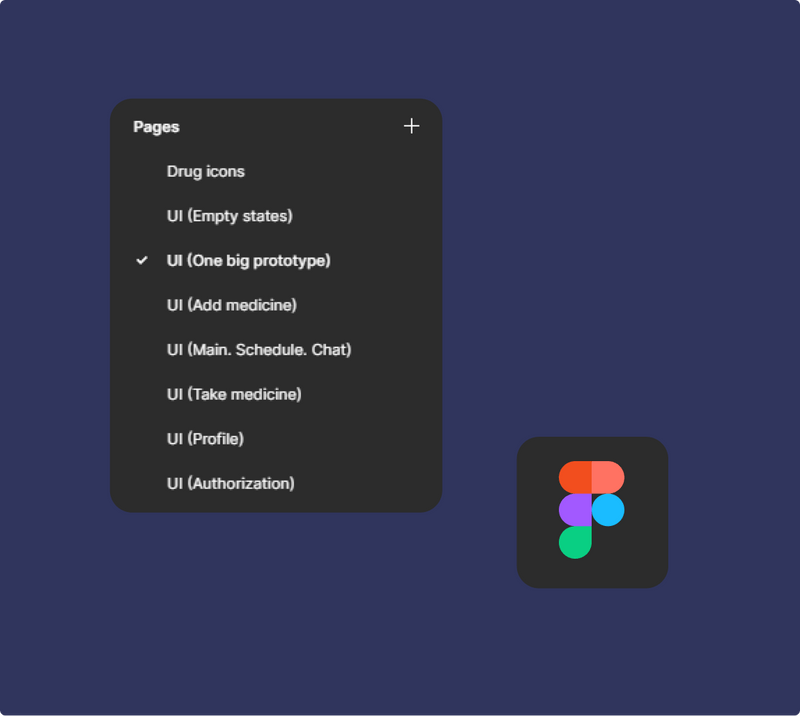 Pages
Drug icons
UI (Empty states)
UI (One big prototype)
UI (Add medicine)
UI (Main. Schedule. Chat)
UI (Take medicine)
UI (Profile)
UI (Authorization)